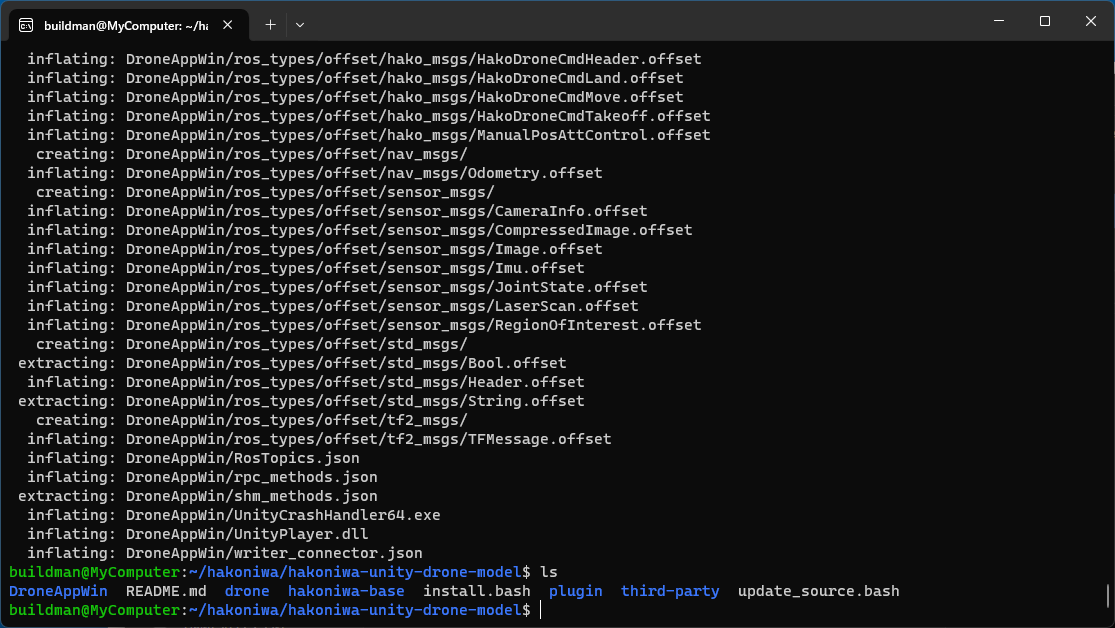 buildman@MyComputer: ~/ha
inflating: DroneAppWin/ros_types/offset/hako_msgs/HakoDroneCmdHeader.offset
inflating: DroneAppWin/ros_types/offset/hako_msgs/HakoDroneCmdLand.offset
inflating: DroneAppWin/ros_types/offset/hako_msgs/HakoDroneCmdMove.offset
inflating: DroneAppWin/ros_types/offset/hako_msgs/HakoDroneCmdTakeoff.offset
inflating: DroneAppWin/ros_types/offset/hako_msgs/ManualPosAttControl.offset
creating: DroneAppWin/ros_types/offset/nav_msgs/
inflating: DroneAppWin/ros_types/offset/nav_msgs/Odometry.offset
creating: DroneAppWin/ros_types/offset/sensor_msgs/
inflating: DroneAppWin/ros_types/offset/sensor_msgs/CameraInfo.offset
inflating: DroneAppWin/ros_types/offset/sensor_msgs/CompressedImage.offset
inflating: DroneAppWin/ros_types/offset/sensor_msgs/Image.offset
inflating: DroneAppWin/ros_types/offset/sensor_msgs/Imu.offset
inflating: DroneAppWin/ros_types/offset/sensor_msgs/JointState.offset
inflating: DroneAppWin/ros_types/offset/sensor_msgs/LaserScan.offset
inflating: DroneAppWin/ros_types/offset/sensor_msgs/RegionOfInterest.offset
creating: DroneAppWin/ros_types/offset/std_msgs/
extracting: DroneAppWin/ros_types/offset/std_msgs/Bool.offset
inflating: DroneAppWin/ros_types/offset/std_msgs/Header.offset
extracting: DroneAppWin/ros_types/offset/std_msgs/String.offset
creating: DroneAppWin/ros_types/offset/tf2_msgs/
inflating: DroneAppWin/ros_types/offset/tf2_msgs/TFMessage.offset
inflating: DroneAppWin/RosTopics.json
inflating: DroneAppWin/rpc_methods.json
extracting: DroneAppWin/shm_methods.json
inflating: DroneAppWin/UnityCrashHandler64.exe
inflating: DroneAppWin/UnityPlayer.dll
inflating: DroneAppWin/writer_connector.json
buildman@MyComputer:~/hakoniwa/hakoniwa-unity-drone-model$ ls
DroneAppWin README.md drone hakoniwa-base install.bash plugin third-party update_source.bash
buildman@MyComputer:~/hakoniwa/hakoniwa-unity-drone-model$